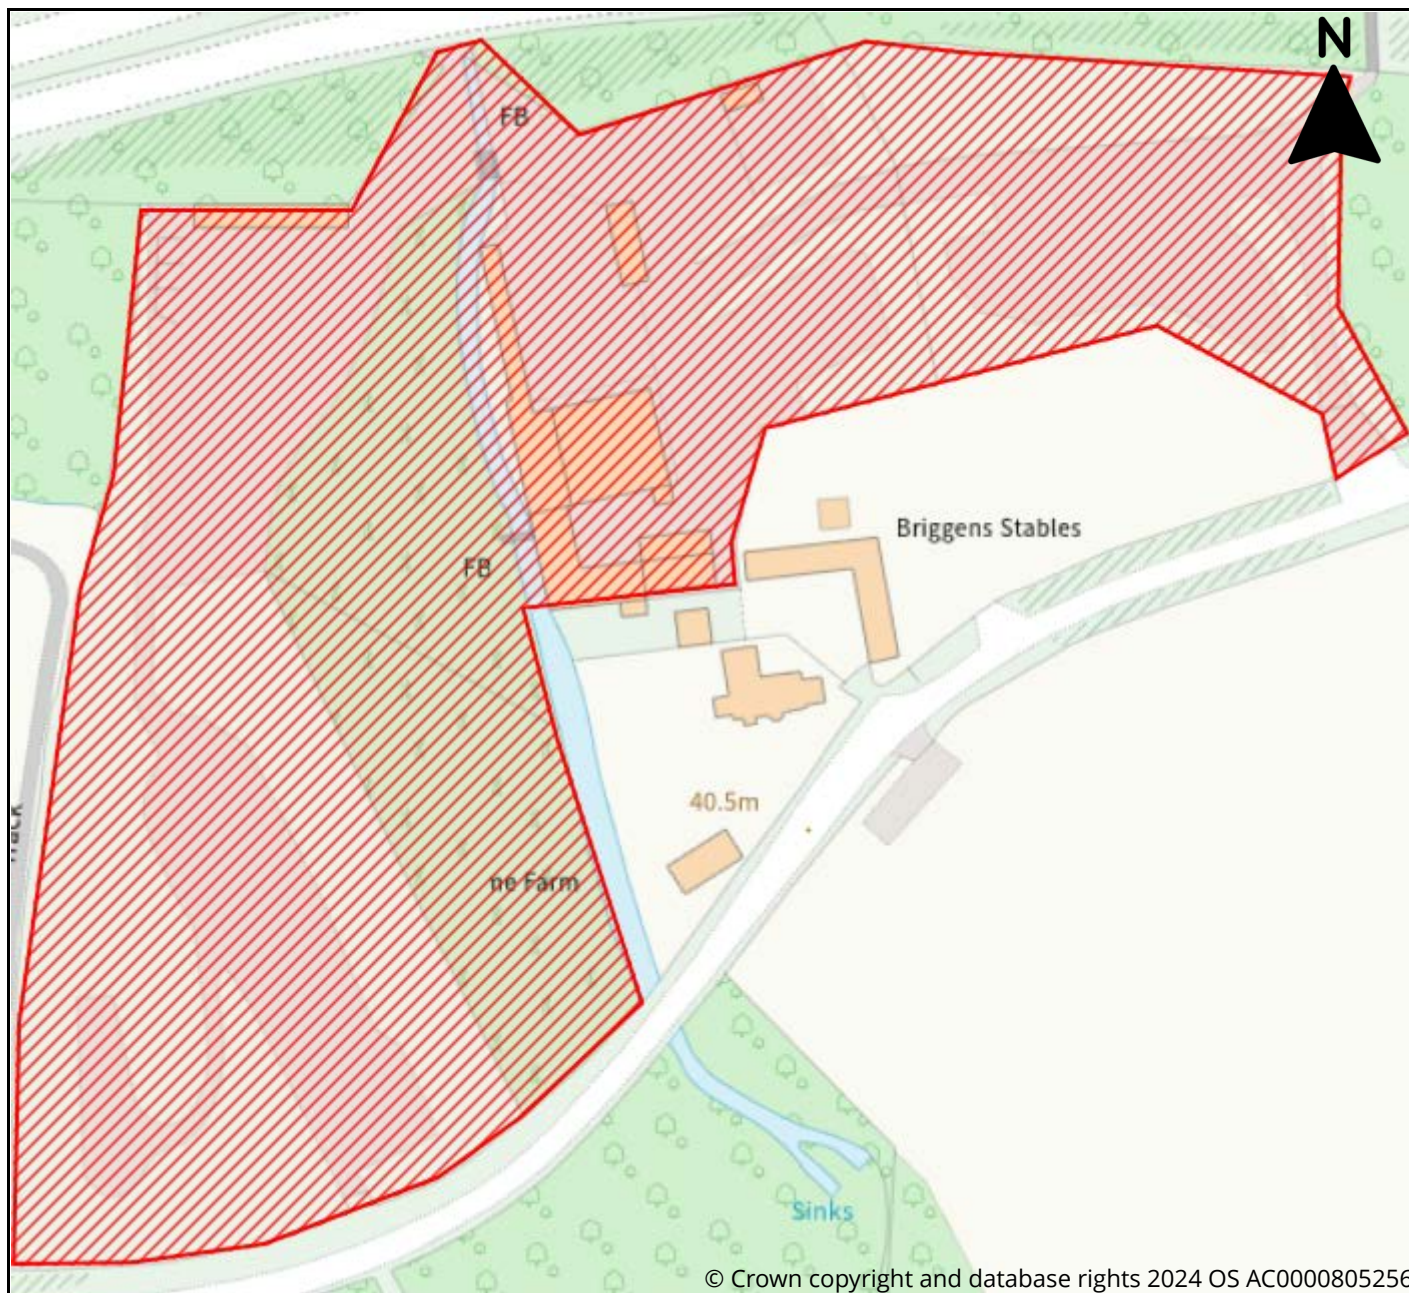 N
FB
Briggens Stables
FB
40.5m
ne Farm
Sinks
© Crown copyright and database rights 2024 OS AC0000805256